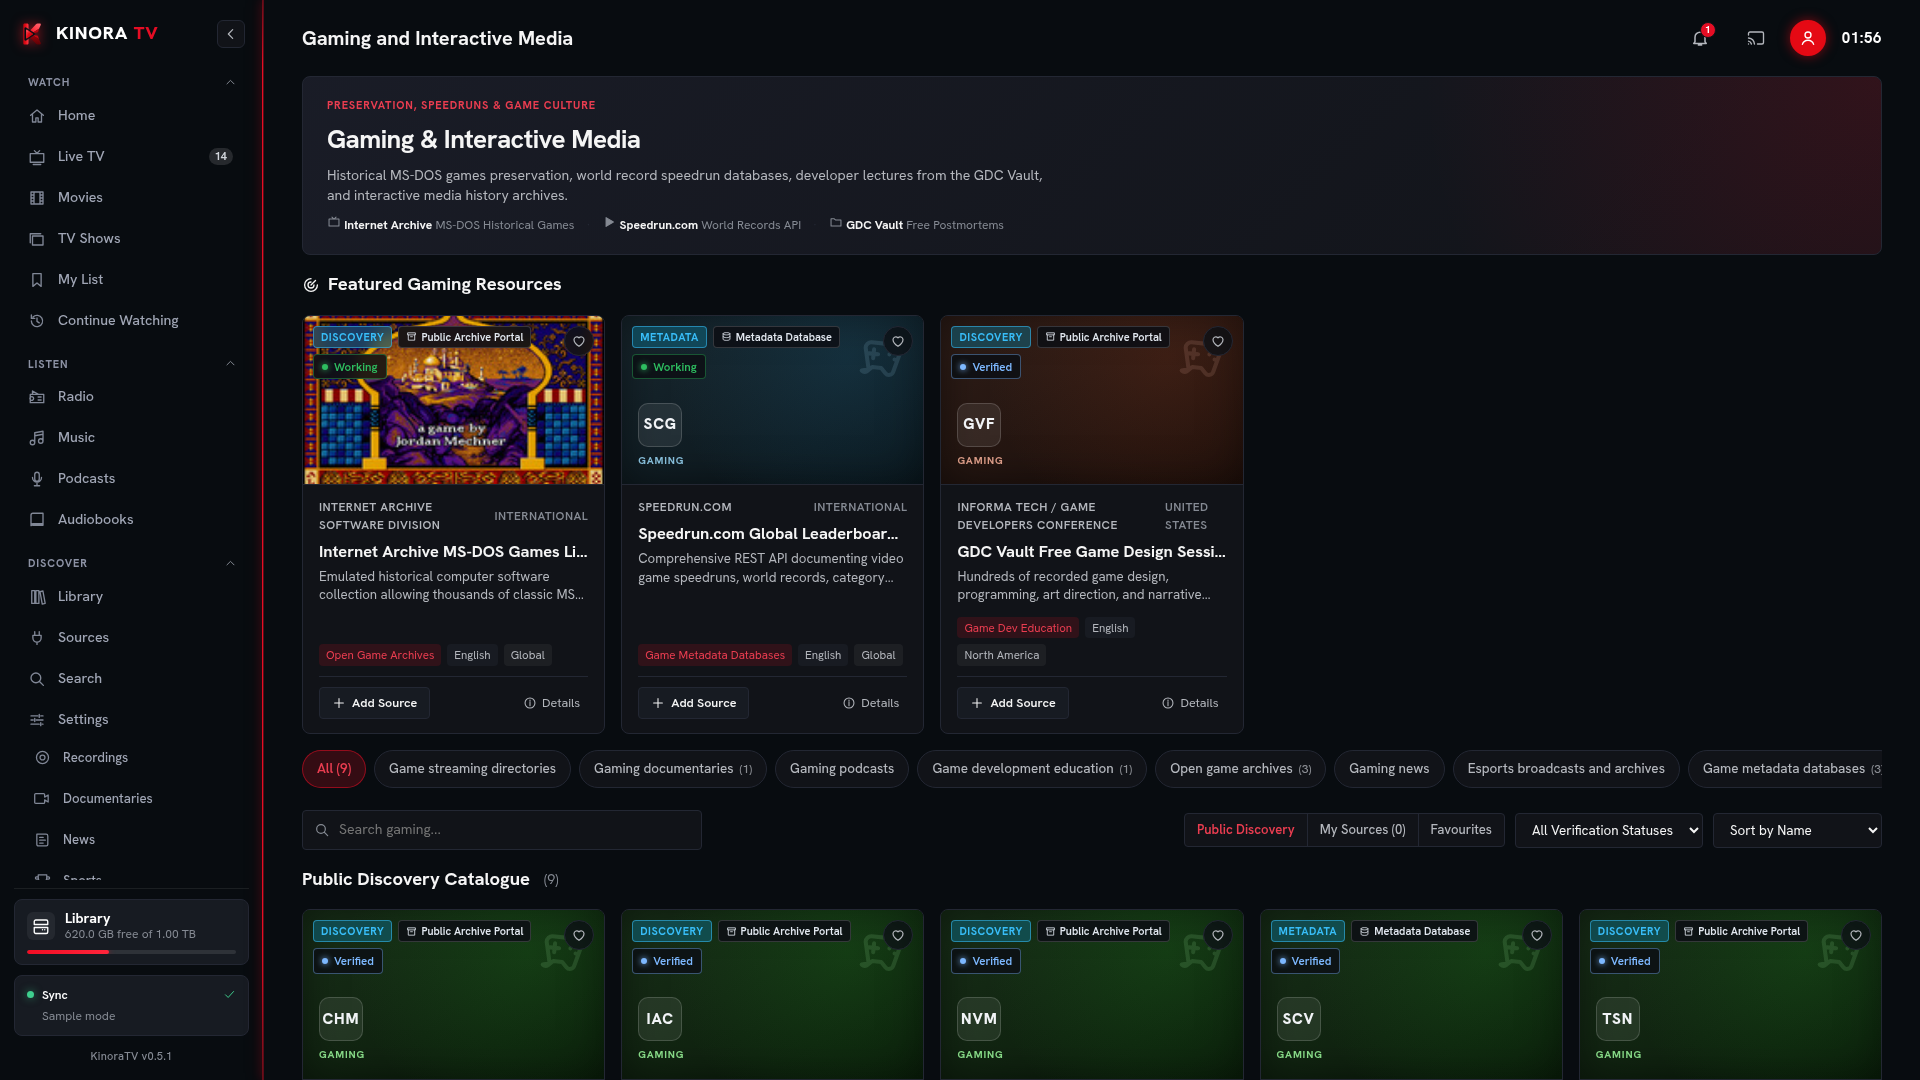 KINORA TV
WATCH
Home
Live TV
14
Movies
TV Shows
My List
Continue Watching
LISTEN
Radio
Music
Podcasts
Audiobooks
DISCOVER
Library
Sources
Search
Settings
Recordings
Documentaries
News
Sports
Library
620.0 GB free of 1.00 TB
Sync
Sample mode
KinoraTV v0.5.1
Gaming and Interactive Media
1
01:56
PRESERVATION, SPEEDRUNS & GAME CULTURE
Gaming & Interactive Media
Historical MS-DOS games preservation, world record speedrun databases, developer lectures from the GDC Vault,
and interactive media history archives.
Internet Archive MS-DOS Historical Games
Speedrun.com World Records API
GDC Vault Free Postmortems
Featured Gaming Resources
DISCOVERY
Public Archive Portal
Working
a game by
Jordan Mechner
INTERNET ARCHIVE
SOFTWARE DIVISION
INTERNATIONAL
Internet Archive MS-DOS Games Li...
Emulated historical computer software
collection allowing thousands of classic MS...
Open Game Archives
English
Global
Add Source
Details
METADATA
Metadata Database
Working
SCG
GAMING
SPEEDRUN.COM
INTERNATIONAL
Speedrun.com Global Leaderboar...
Comprehensive REST API documenting video
game speedruns, world records, category...
Game Metadata Databases
English
Global
Add Source
Details
DISCOVERY
Public Archive Portal
Verified
GVF
GAMING
INFORMA TECH / GAME
DEVELOPERS CONFERENCE
UNITED
STATES
GDC Vault Free Game Design Sessi...
Hundreds of recorded game design,
programming, art direction, and narrative...
Game Dev Education
English
North America
Add Source
Details
All (9)
Game streaming directories
Gaming documentaries (1)
Gaming podcasts
Game development education (1)
Open game archives (3)
Gaming news
Esports broadcasts and archives
Game metadata databases (3)
Search gaming...
Public Discovery
My Sources (0)
Favourites
All Verification Statuses
Sort by Name
Public Discovery Catalogue (9)
DISCOVERY
Public Archive Portal
Verified
CHM
GAMING
DISCOVERY
Public Archive Portal
Verified
IAC
GAMING
DISCOVERY
Public Archive Portal
Verified
NVM
GAMING
METADATA
Metadata Database
Verified
SCV
GAMING
DISCOVERY
Public Archive Portal
Verified
TSN
GAMING